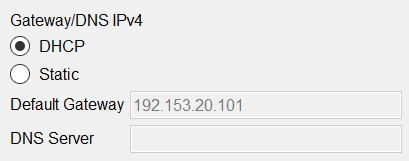 Gateway/DNS IPv4
DHCP
Static
Default Gateway 192.153.20.101
DNS Server